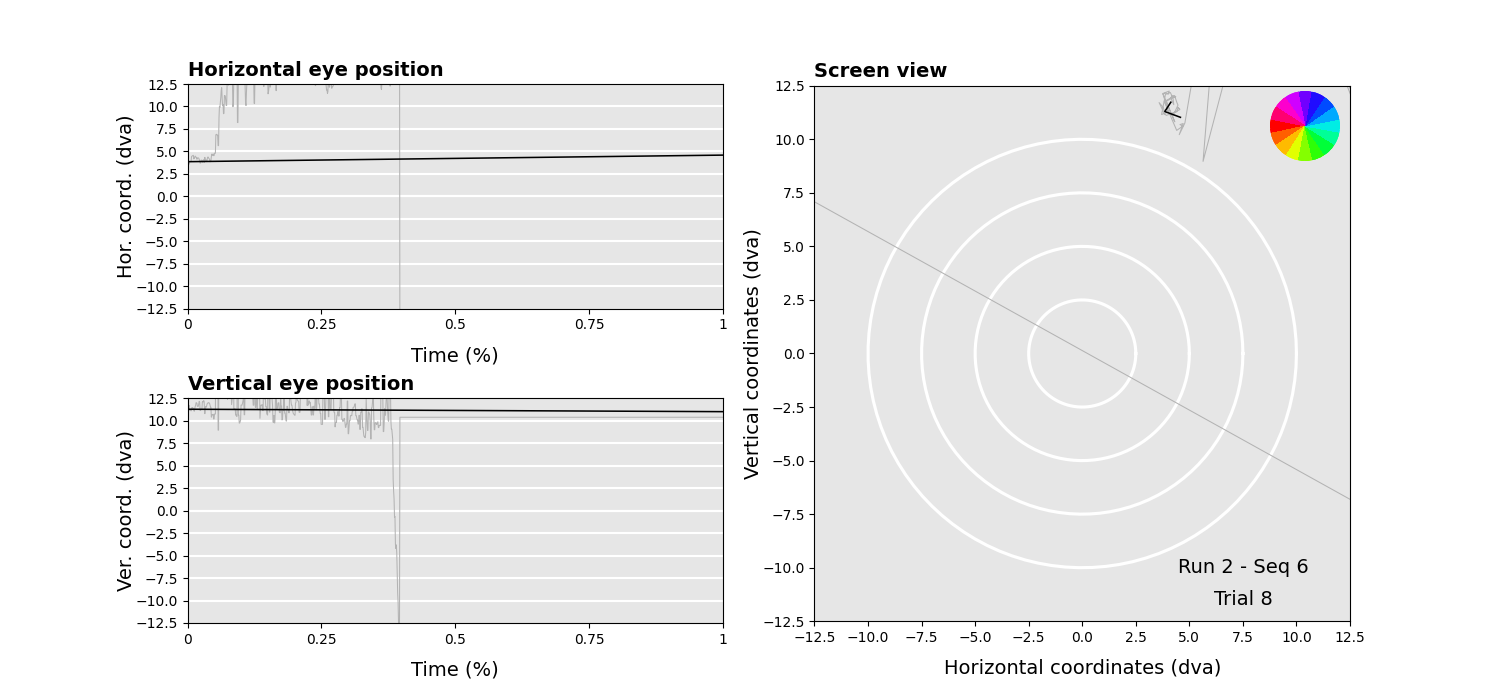 Horizontal eye position
Hor. coord. (dva)
12.5
10.0
7.5
5.0
2.5
0.0
−2.5
−5.0
−7.5
−10.0
−12.5
0 0.25 0.5 0.75 1
Time (%)
Vertical eye position
Ver. coord. (dva)
12.5
10.0
7.5
5.0
2.5
0.0
−2.5
−5.0
−7.5
−10.0
−12.5
0 0.25 0.5 0.75 1
Time (%)
Screen view
Vertical coordinates (dva)
12.5
10.0
7.5
5.0
2.5
0.0
−2.5
−5.0
−7.5
−10.0
−12.5
Run 2 - Seq 6
Trial 8
−12.5 −10.0 −7.5 −5.0 −2.5 0.0 2.5 5.0 7.5 10.0 12.5
Horizontal coordinates (dva)